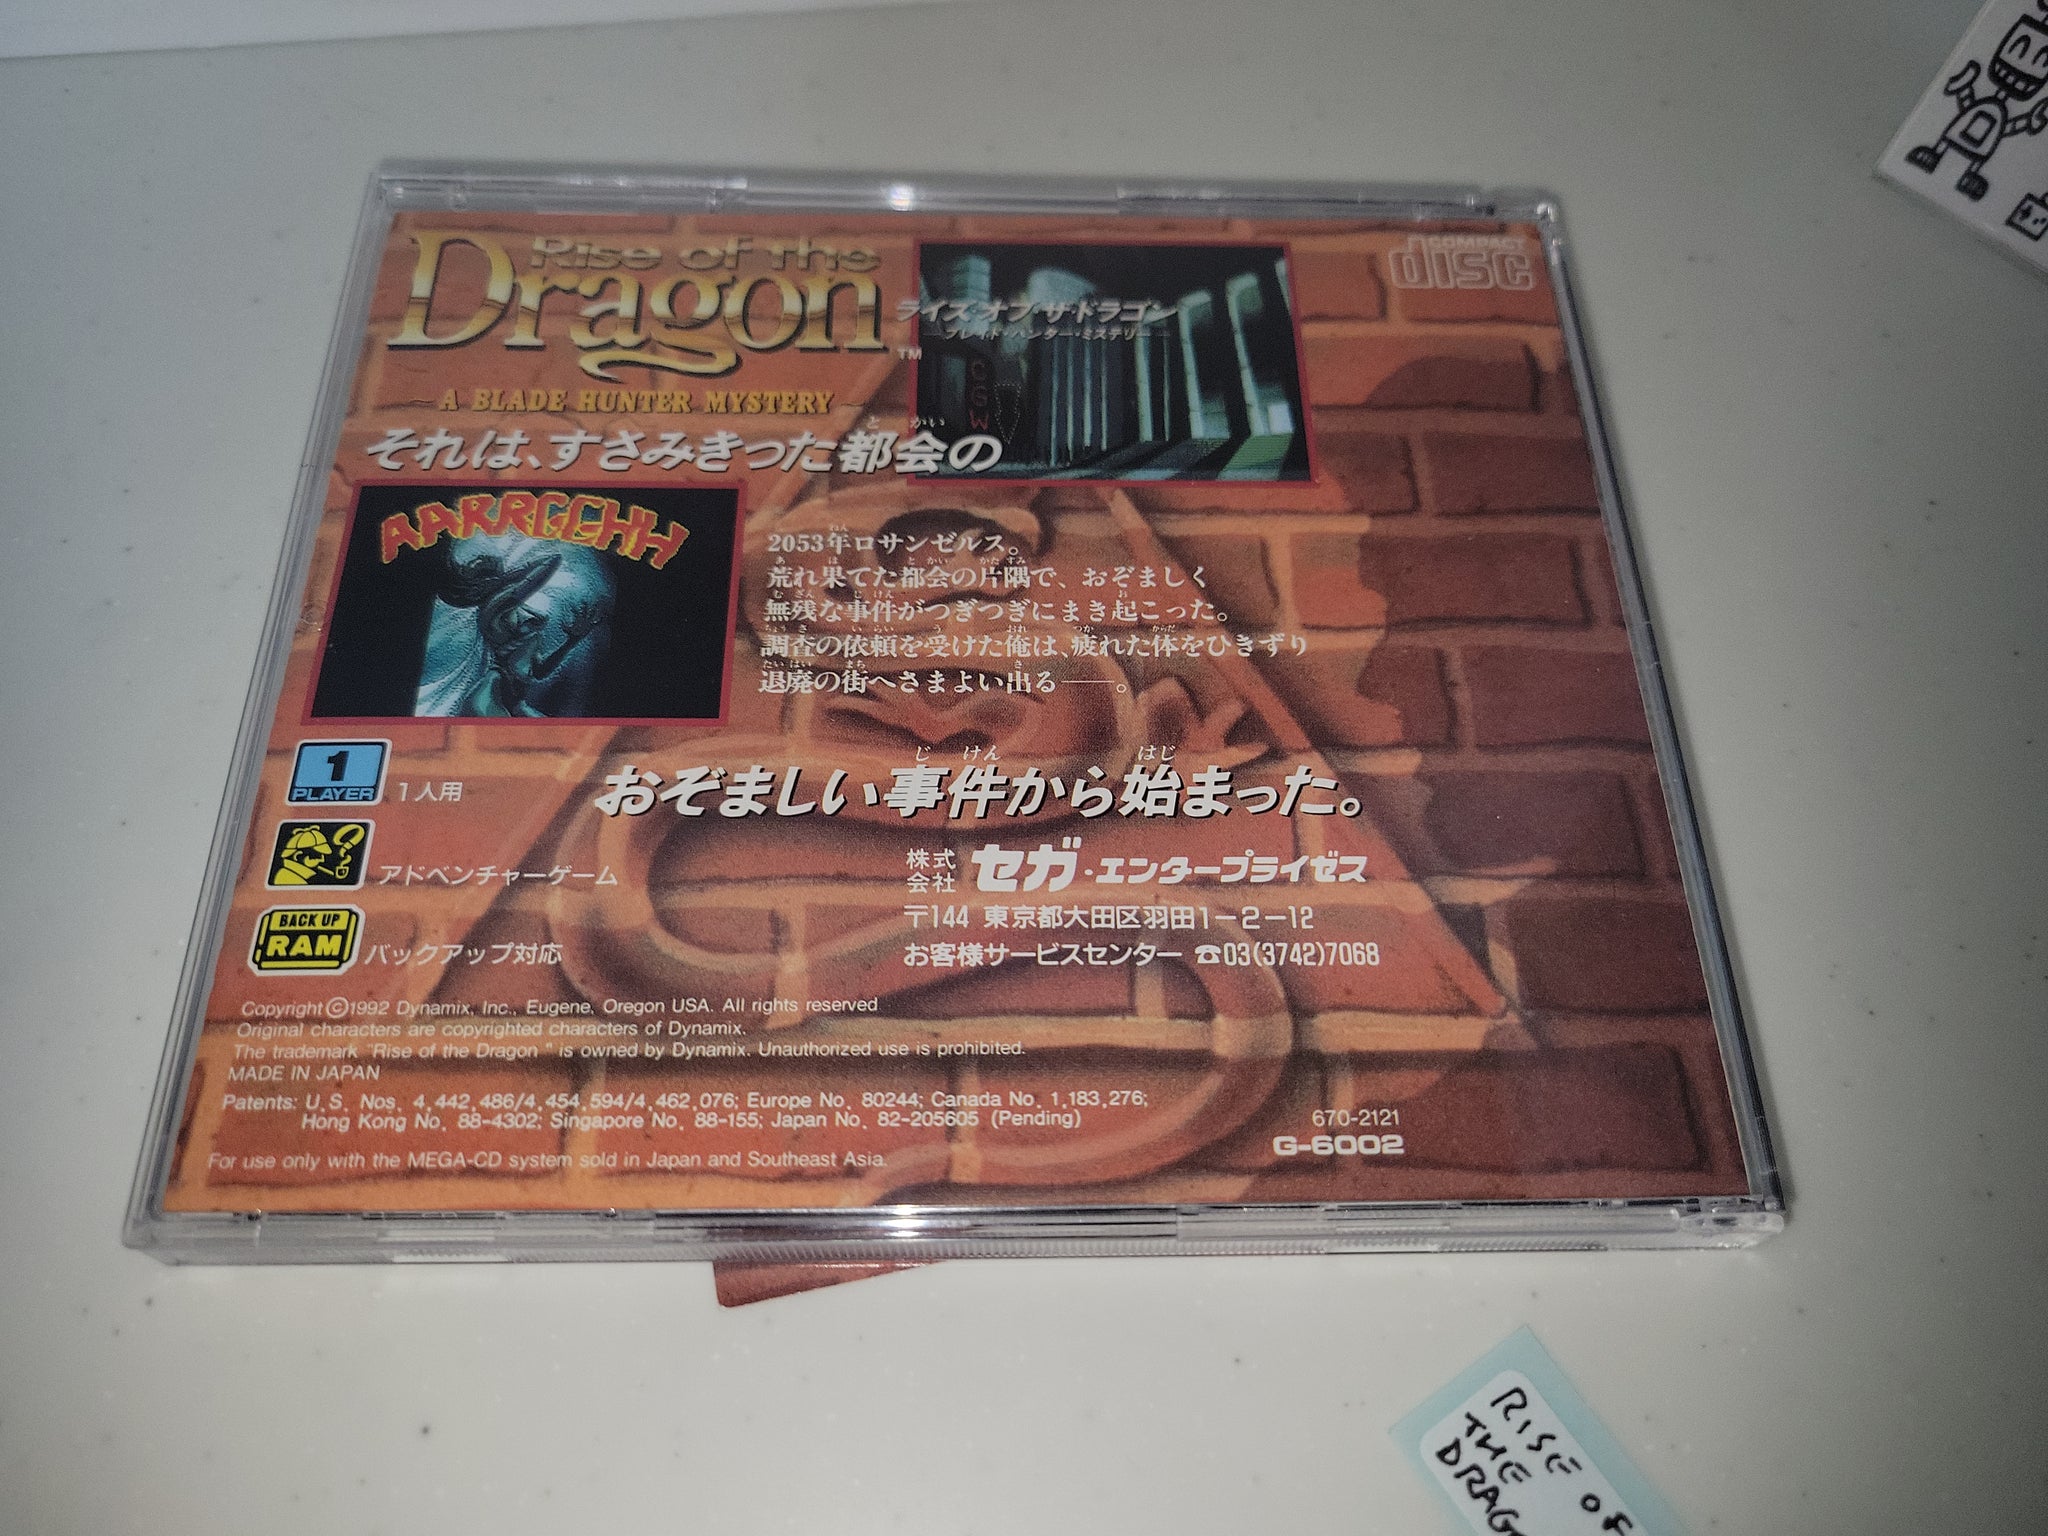 Rise of the
Dragon
TM
ライズ・オブ・ザ・ドラゴン
ブレイド・ハンター・ミステリー
COMPACT
disc
A BLADE HUNTER MYSTERY
それは、すさみきった都会の
とかい
AARRGGHH
2053年ロサンゼルス。
荒れ果てた都会の片隅で、おぞましく
無残な事件がつぎつぎにまき起こった。
調査の依頼を受けた俺は、疲れた体をひきずり
退廃の街へさまよい出る——。
じけん はじ
おぞましい事件から始まった。
1
PLAYER
1人用
アドベンチャーゲーム
BACK UP
RAM
バックアップ対応
株式会社 セガ・エンタープライゼス
〒144 東京都大田区羽田1-2-12
お客様サービスセンター ☎03(3742)7068
Copyright ©1992 Dynamix, Inc., Eugene, Oregon USA. All rights reserved
Original characters are copyrighted characters of Dynamix.
The trademark "Rise of the Dragon" is owned by Dynamix. Unauthorized use is prohibited.
MADE IN JAPAN
Patents: U.S. Nos. 4,442,486/4,454,594/4,462,076; Europe No. 80244; Canada No. 1,183,276;
Hong Kong No. 88-4302; Singapore No. 88-155; Japan No. 82-205605 (Pending)
For use only with the MEGA-CD system sold in Japan and Southeast Asia.
670-2121
G-6002
RISE OF
THE
DRAG